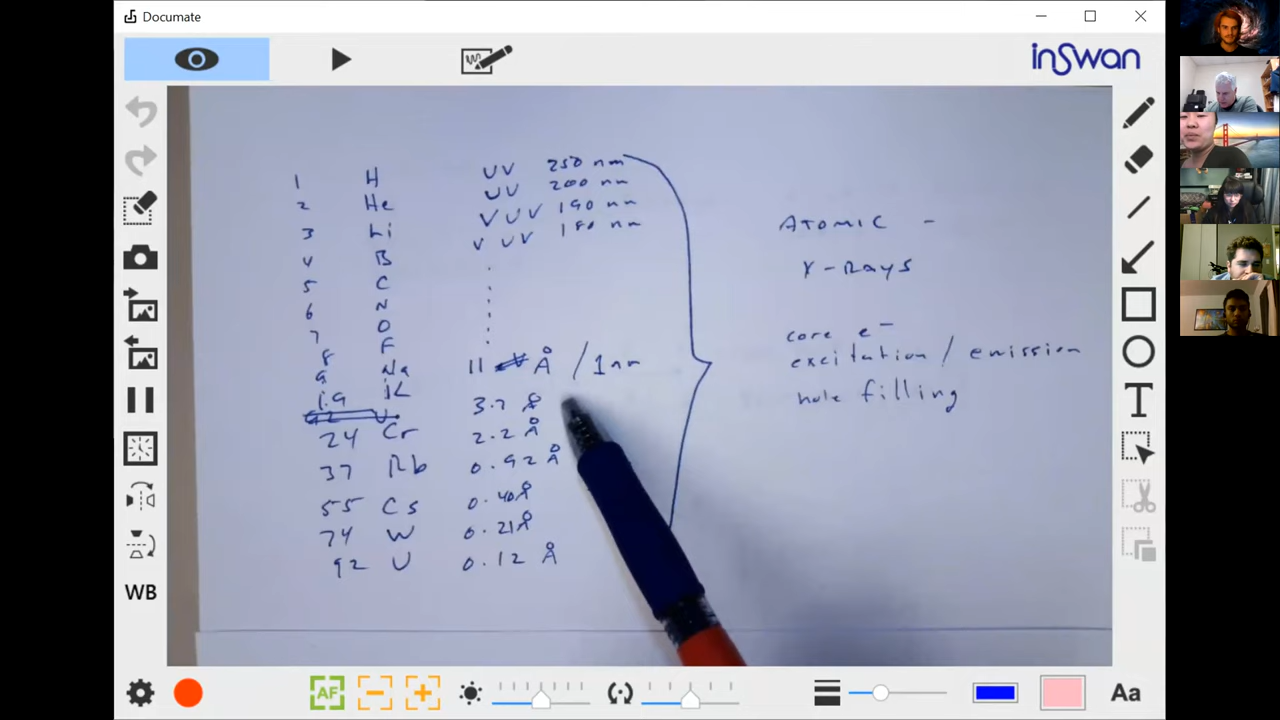 Documate
inSwan
1 H UV 250 nm
2 He UV 200 nm
3 Li VUV 190 nm
4 B VUV 180 nm
5 C
6 N
7 O
8 F
9 Na 11 Å / 1 nm
19 K 3.7 Å
24 Cr 2.2 Å
37 Rb 0.92 Å
55 Cs 0.40 Å
74 W 0.21 Å
92 U 0.12 Å
ATOMIC -
X-Rays
core e-
excitation / emission
hole filling
WB
AF
T
Aa